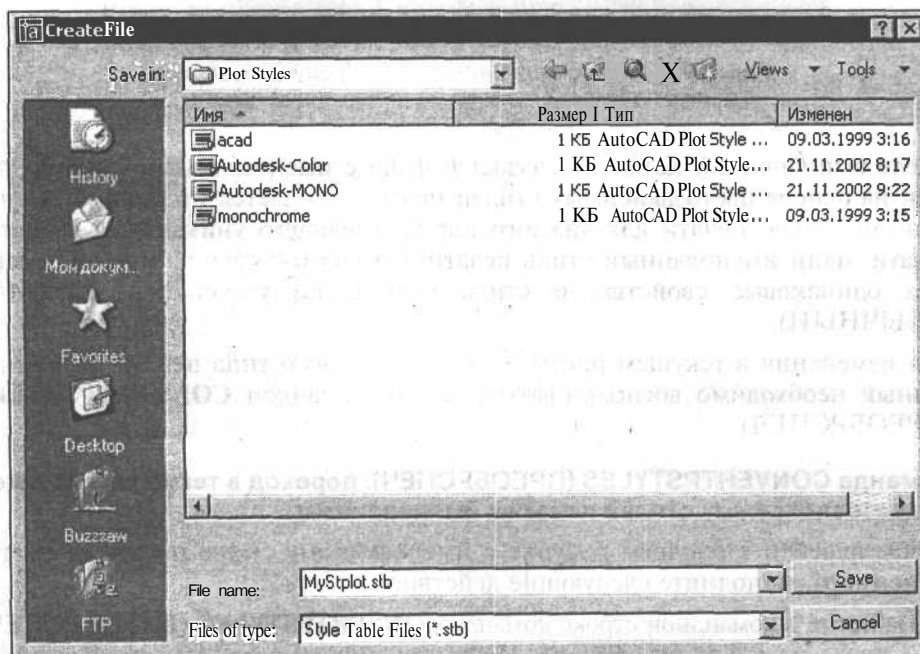 CreateFile
Save in: Plot Styles Views Tools
Имя Размер I Тип Изменен
acad 1 КБ AutoCAD Plot Style ... 09.03.1999 3:16
Autodesk-Color 1 КБ AutoCAD Plot Style... 21.11.2002 8:17
Autodesk-MONO 1 КБ AutoCAD Plot Style ... 21.11.2002 9:22
monochrome 1 КБ AutoCAD Plot Style... 09.03.1999 3:15
History
Мои докум...
Favorites
Desktop
Buzzsaw
FTP
File name: MyStplot.stb Save
Files of type: Style Table Files (*.stb) Cancel